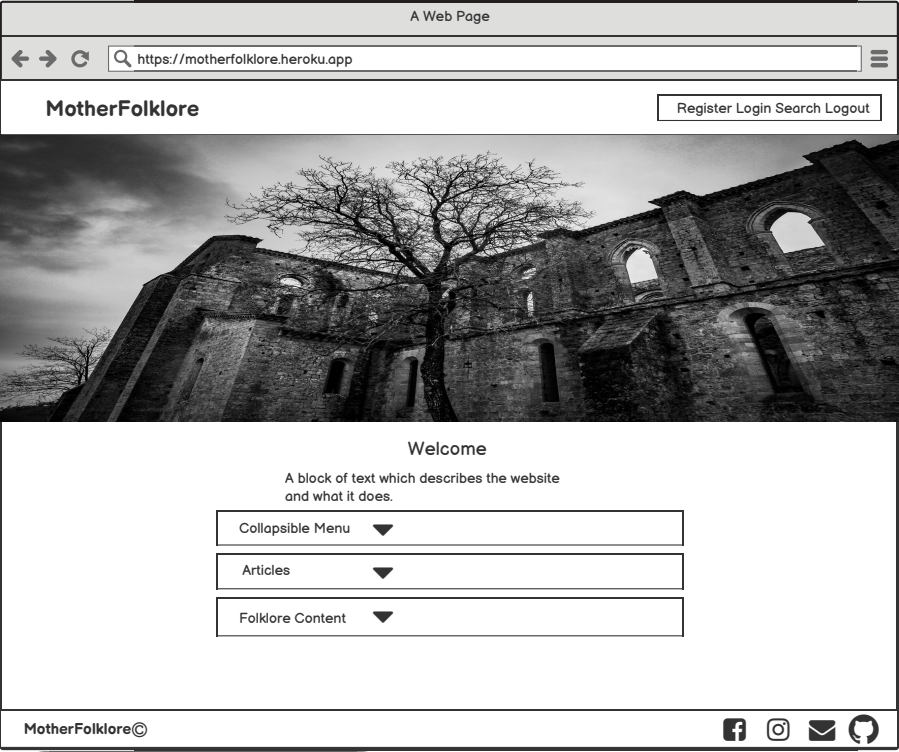 A Web Page
https://motherfolklore.heroku.app
MotherFolklore
Register Login Search Logout
Welcome
A block of text which describes the website
and what it does.
Collapsible Menu
Articles
Folklore Content
MotherFolklore©